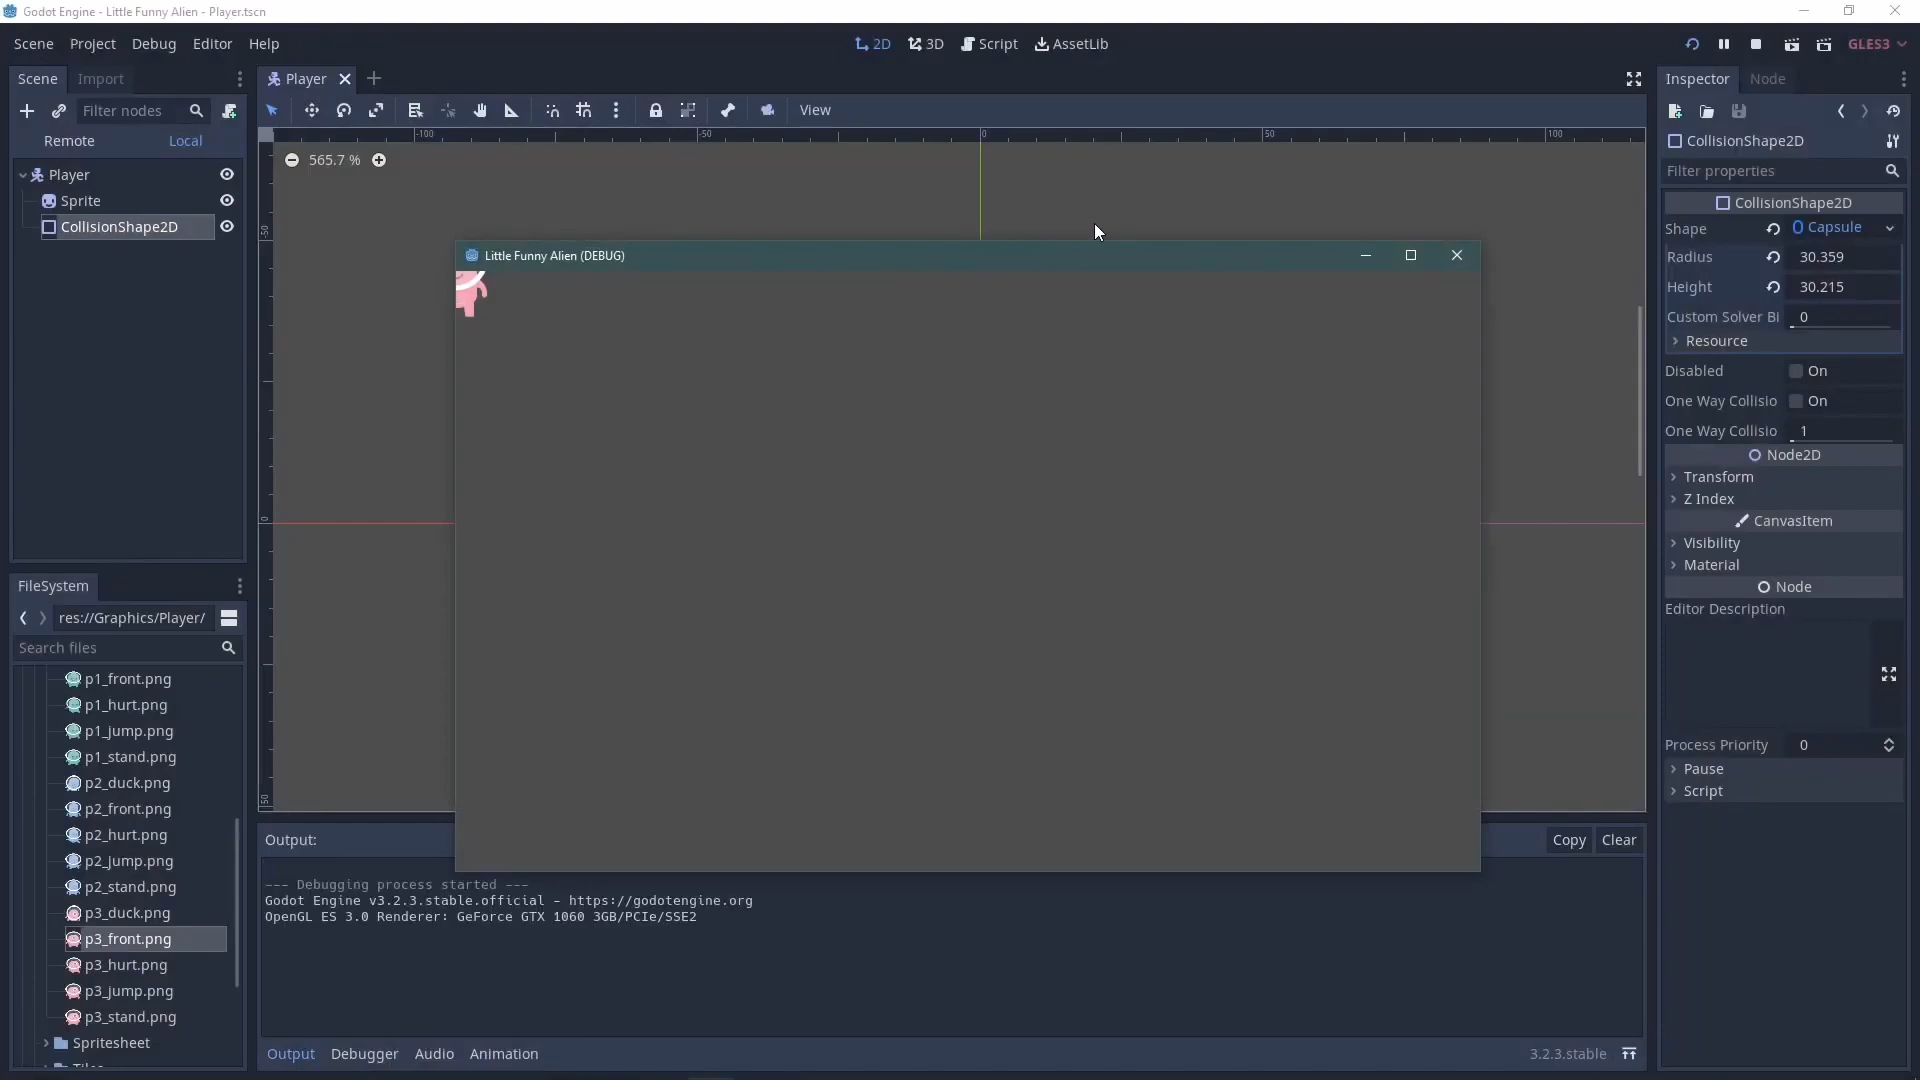 Godot Engine - Little Funny Alien - Player.tscn
Scene Project Debug Editor Help
2D 3D Script AssetLib
GLES3
Scene Import
Player
Inspector Node
Filter nodes
View
Remote Local
CollisionShape2D
-100 -50 0 50 100
565.7 %
Filter properties
Player
Sprite
CollisionShape2D
CollisionShape2D
Shape Capsule
Radius 30.359
Height 30.215
Custom Solver Bi 0
Resource
Disabled On
One Way Collisio On
One Way Collisio 1
Node2D
Transform
Z Index
CanvasItem
Visibility
Material
Node
Editor Description
Process Priority 0
Pause
Script
-50
0
50
Little Funny Alien (DEBUG)
FileSystem
res://Graphics/Player/
Search files
p1_front.png
p1_hurt.png
p1_jump.png
p1_stand.png
p2_duck.png
p2_front.png
p2_hurt.png
p2_jump.png
p2_stand.png
p3_duck.png
p3_front.png
p3_hurt.png
p3_jump.png
p3_stand.png
Spritesheet
Output:
Copy Clear
--- Debugging process started ---
Godot Engine v3.2.3.stable.official - https://godotengine.org
OpenGL ES 3.0 Renderer: GeForce GTX 1060 3GB/PCIe/SSE2
Output Debugger Audio Animation
3.2.3.stable